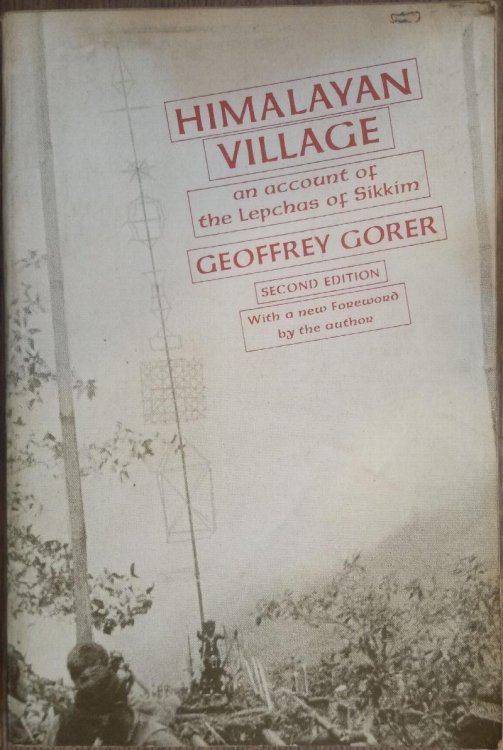 HIMALAYAN
VILLAGE
an account of
the Lepchas of Sikkim
GEOFFREY GORER
SECOND EDITION
With a new Foreword
by the author